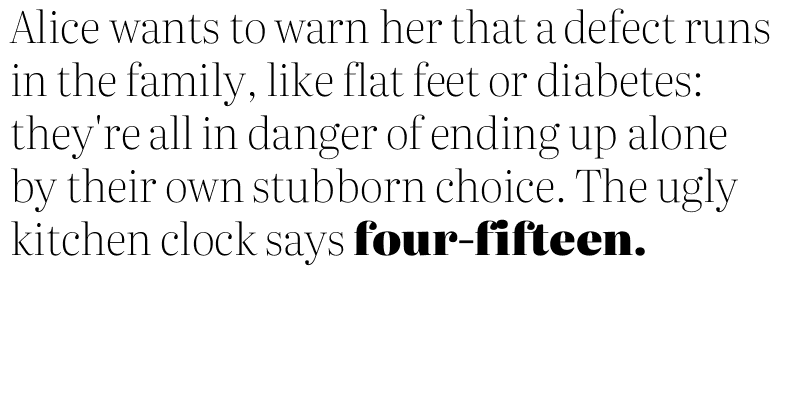 Alice wants to warn her that a defect runs
in the family, like flat feet or diabetes:
they're all in danger of ending up alone
by their own stubborn choice. The ugly
kitchen clock says four-fifteen.